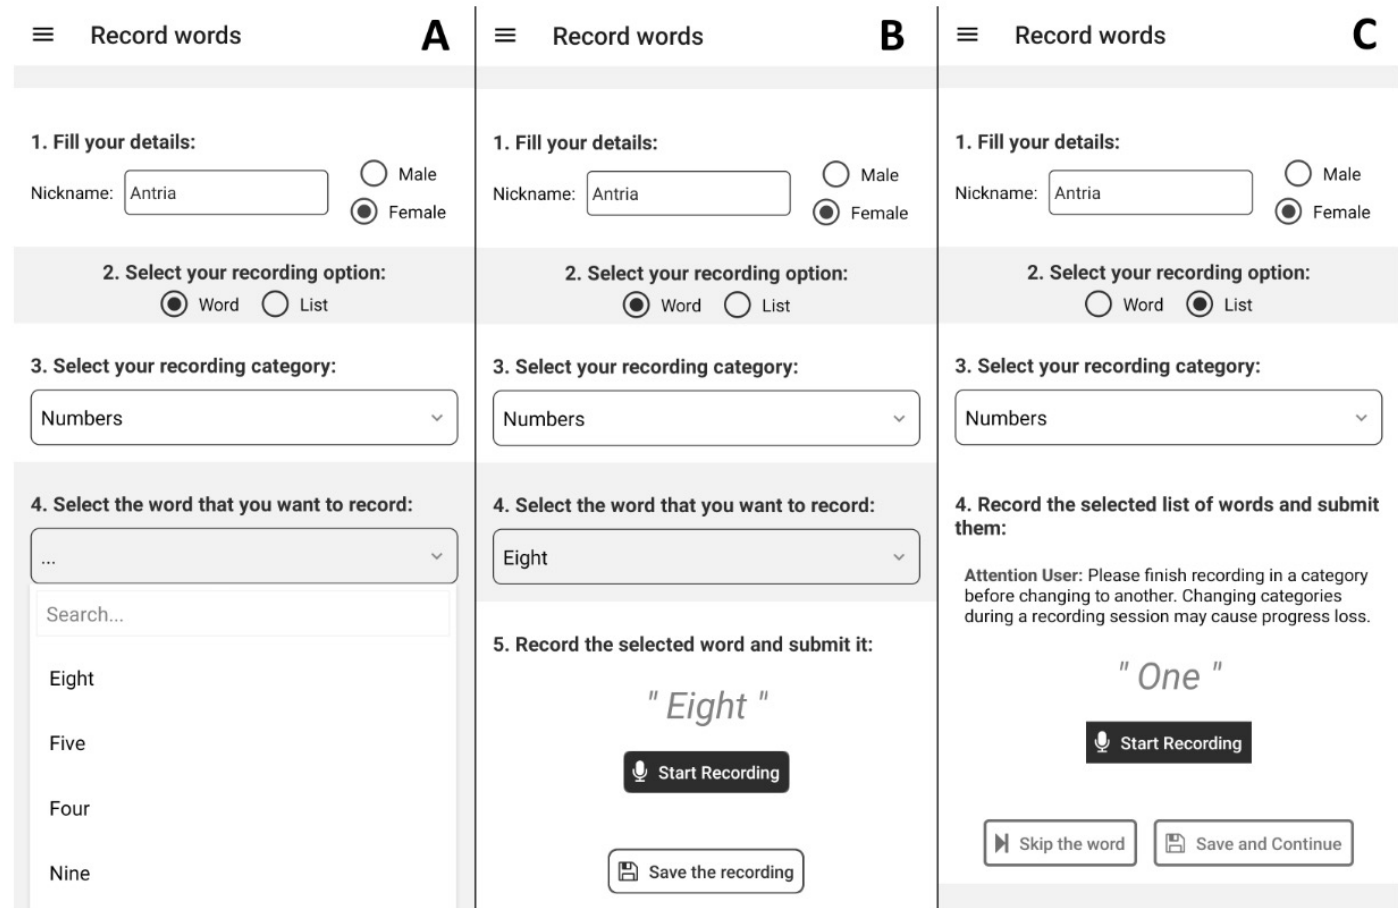 Record words A
1. Fill your details:
Male
Nickname: Antria
Female
2. Select your recording option:
Word List
3. Select your recording category:
Numbers
4. Select the word that you want to record:
...
Search...
Eight
Five
Four
Nine
Record words B
1. Fill your details:
Male
Nickname: Antria
Female
2. Select your recording option:
Word List
3. Select your recording category:
Numbers
4. Select the word that you want to record:
Eight
5. Record the selected word and submit it:
" Eight "
Start Recording
Save the recording
Record words C
1. Fill your details:
Male
Nickname: Antria
Female
2. Select your recording option:
Word List
3. Select your recording category:
Numbers
4. Record the selected list of words and submit
them:
Attention User: Please finish recording in a category
before changing to another. Changing categories
during a recording session may cause progress loss.
" One "
Start Recording
Skip the word Save and Continue